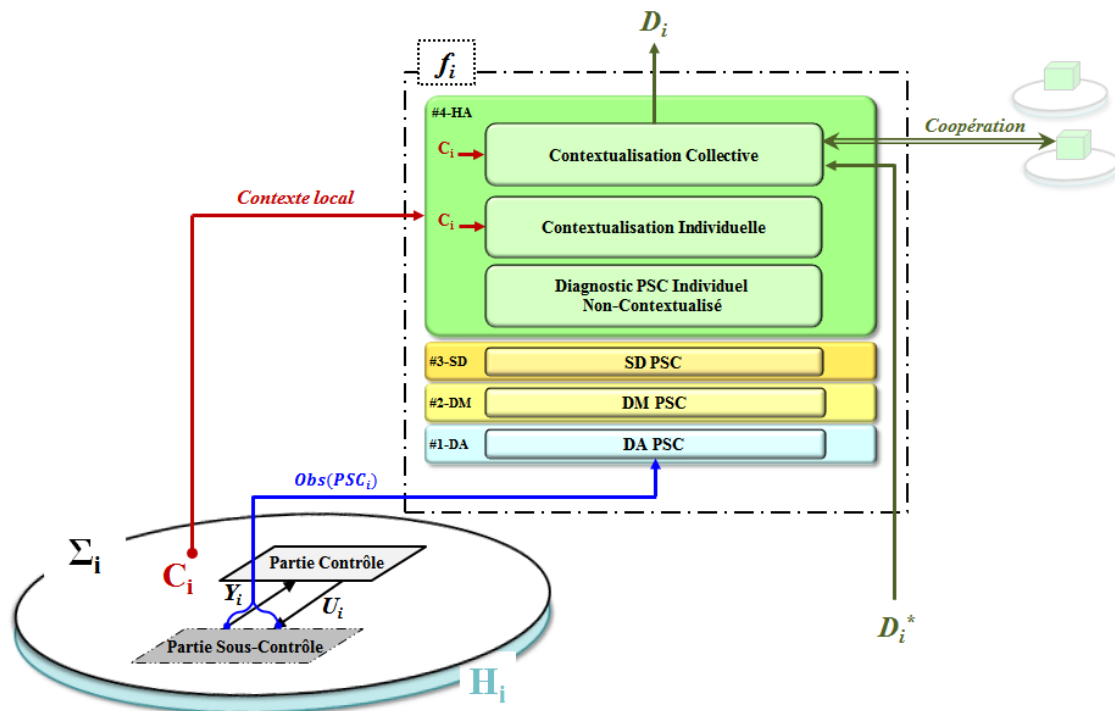 D_i
f_i
#4-HA
C_i
Contextualisation Collective
Coopération
Contexte local
C_i
Contextualisation Individuelle
Diagnostic PSC Individuel
Non-Contextualisé
#3-SD
SD PSC
#2-DM
DM PSC
#1-DA
DA PSC
Obs(PSC_i)
Σ_i
C_i
Partie Contrôle
Y_i
U_i
Partie Sous-Contrôle
D_i*
H_i